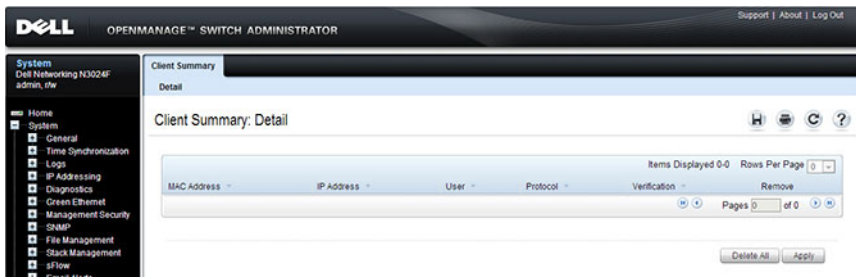 Support | About | Log Out
DELL
OPENMANAGE™ SWITCH ADMINISTRATOR
System
Dell Networking N3024F
admin, r/w
Client Summary
Detail
Home
System
General
Time Synchronization
Logs
IP Addressing
Diagnostics
Green Ethernet
Management Security
SNMP
File Management
Stack Management
sFlow
Client Summary: Detail
Items Displayed 0-0 Rows Per Page 0
MAC Address IP Address User Protocol Verification Remove
Pages 0 of 0
Delete All Apply